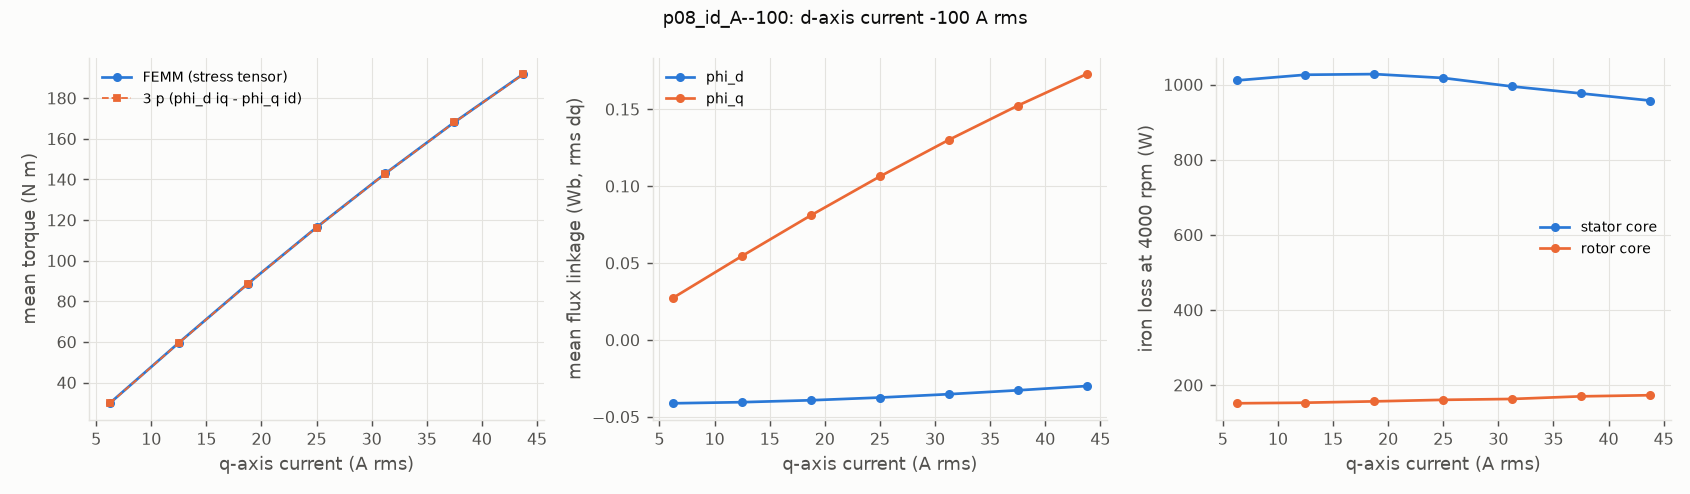 p08_id_A--100: d-axis current -100 A rms
mean torque (N m)
180
160
140
120
100
80
60
40
5 10 15 20 25 30 35 40 45
q-axis current (A rms)
FEMM (stress tensor)
3 p (phi_d iq - phi_q id)
mean flux linkage (Wb, rms dq)
0.15
0.10
0.05
0.00
−0.05
5 10 15 20 25 30 35 40 45
q-axis current (A rms)
phi_d
phi_q
iron loss at 4000 rpm (W)
1000
800
600
400
200
5 10 15 20 25 30 35 40 45
q-axis current (A rms)
stator core
rotor core